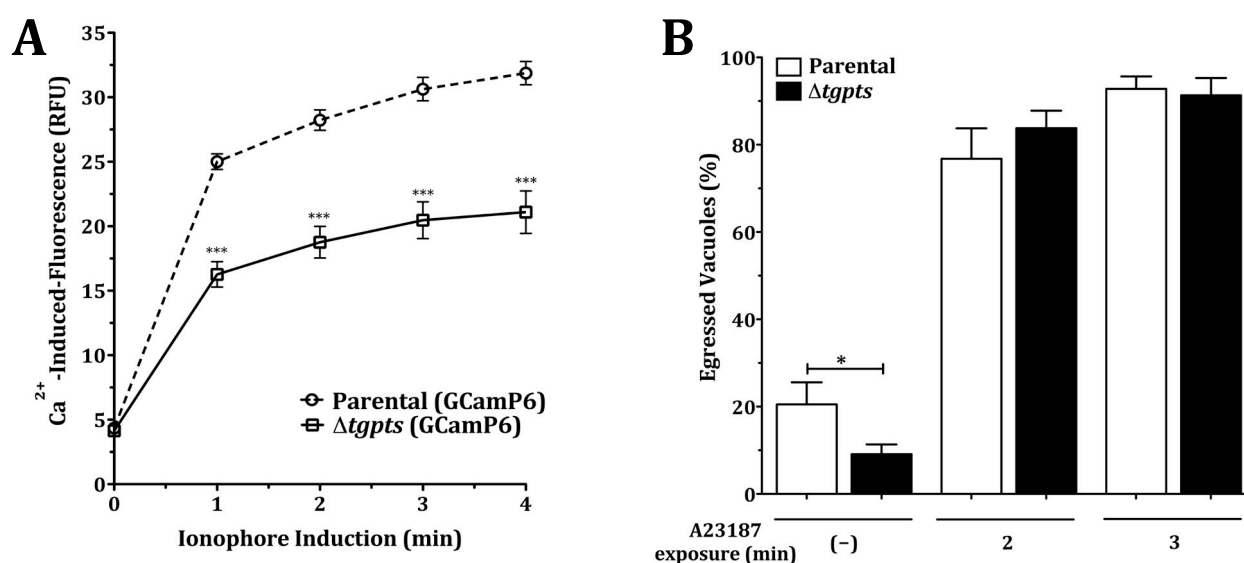 A
35
30
25
20
15
10
5
0
Ca 2+ -Induced-Fluorescence (RFU)
***
***
***
***
Parental (GCamP6)
Δtgpts (GCamP6)
0 1 2 3 4
Ionophore Induction (min)
B
100
80
60
40
20
0
Egressed Vacuoles (%)
Parental
Δtgpts
*
A23187
exposure (min) (−) 2 3